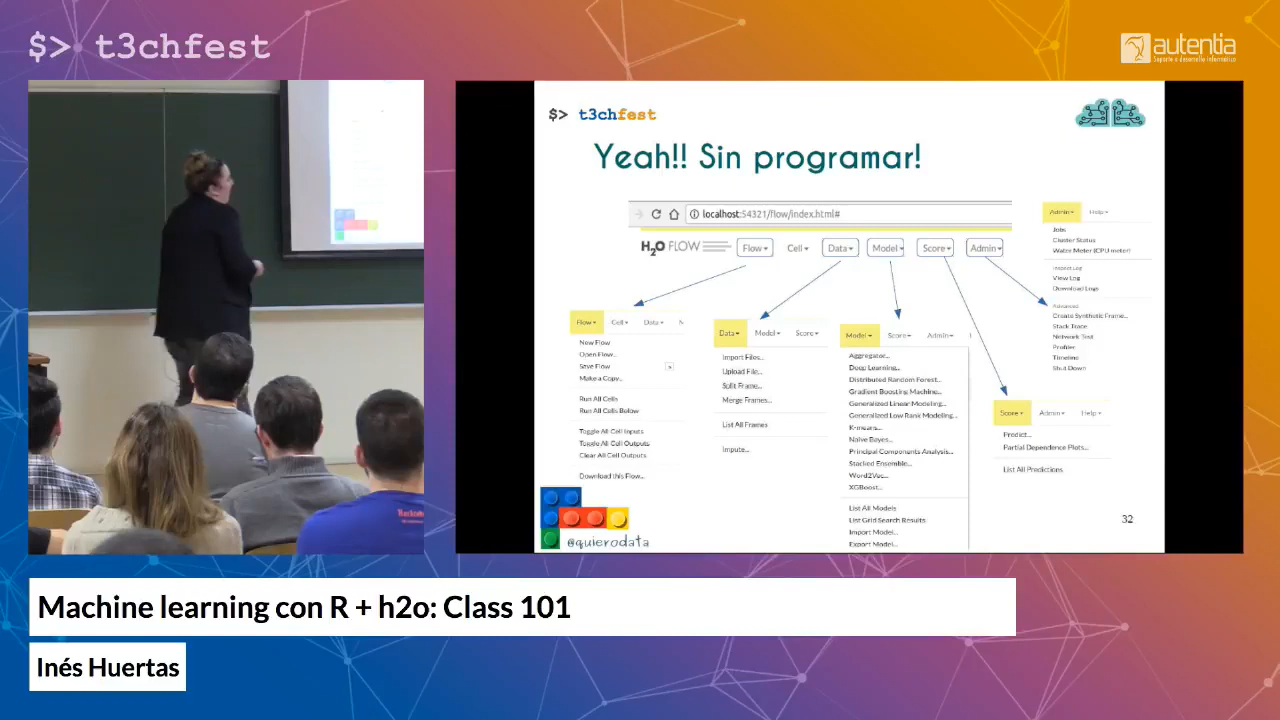 $> t3chfest
autentia
Soporte a desarrollo informático
$> t3chfest
Yeah!! Sin programar!
localhost:54321/flow/index.html#
H2O FLOW Flow Cell Data Model Score Admin
Admin Help
Jobs
Cluster Status
Water Meter (CPU meter)
Inspect Log
View Log
Download Logs
Advanced
Create Synthetic Frame...
Stack Trace
Network Test
Profiler
Timeline
Shut Down
Flow Cell Data
New Flow
Open Flow...
Save Flow
Make a Copy...
Run All Cells
Run All Cells Below
Toggle All Cell Inputs
Toggle All Cell Outputs
Clear All Cell Outputs
Download this Flow...
Data Model Score
Import Files...
Upload File...
Split Frame...
Merge Frames...
List All Frames
Impute...
Model Score Admin
Aggregator...
Deep Learning...
Distributed Random Forest...
Gradient Boosting Machine...
Generalized Linear Modeling...
Generalized Low Rank Modeling...
K-means...
Naive Bayes...
Principal Components Analysis...
Stacked Ensemble...
Word2Vec...
XGBoost...
List All Models
List Grid Search Results
Import Model...
Export Model...
Score Admin Help
Predict...
Partial Dependence Plots...
List All Predictions
@quierodata
32
Machine learning con R + h2o: Class 101
Inés Huertas